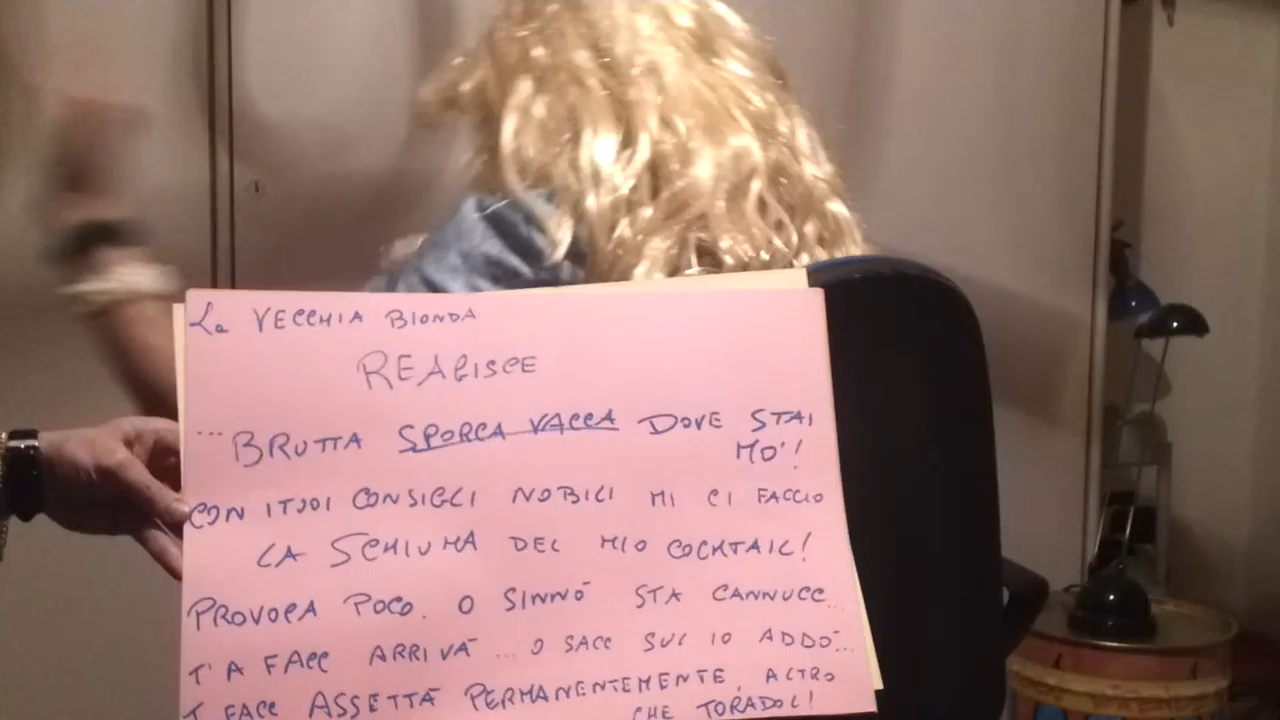 La VECCHIA BIONDA
REAGISCE
... BRUTTA SPORCA VACCA DOVE STAI
MO'!
CON I TUOI CONSIGLI NOBILI MI CI FACCIO
LA SCHIUMA DEL MIO COCKTAIL!
PROVOCA POCO. O SINNÒ STA CANNUCC...
T'A FACC ARRIVÀ ... O SACC SUL IO ADDÓ...
T FACC ASSETTÀ PERMANENTEMENTE, ALTRO
CHE TORADOL!